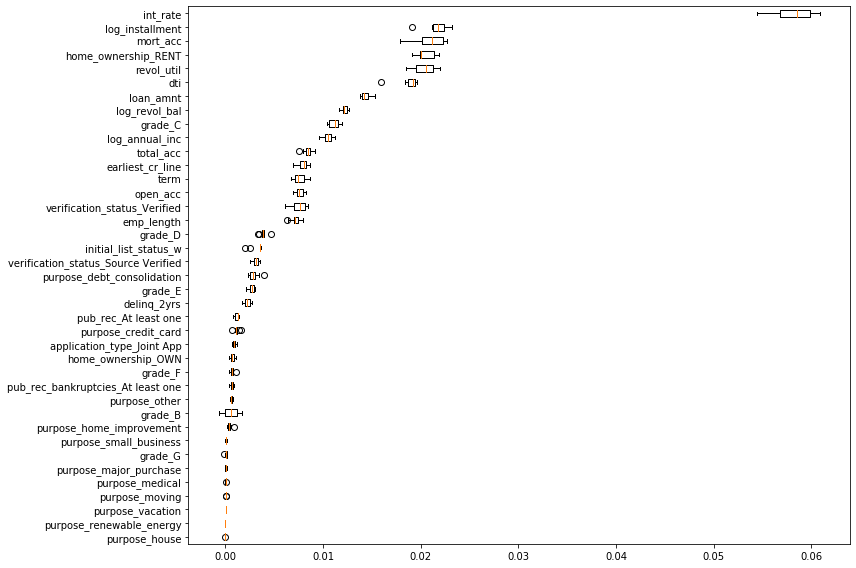 int_rate
log_installment
mort_acc
home_ownership_RENT
revol_util
dti
loan_amnt
log_revol_bal
grade_C
log_annual_inc
total_acc
earliest_cr_line
term
open_acc
verification_status_Verified
emp_length
grade_D
initial_list_status_w
verification_status_Source Verified
purpose_debt_consolidation
grade_E
delinq_2yrs
pub_rec_At least one
purpose_credit_card
application_type_Joint App
home_ownership_OWN
grade_F
pub_rec_bankruptcies_At least one
purpose_other
grade_B
purpose_home_improvement
purpose_small_business
grade_G
purpose_major_purchase
purpose_medical
purpose_moving
purpose_vacation
purpose_renewable_energy
purpose_house
0.00 0.01 0.02 0.03 0.04 0.05 0.06